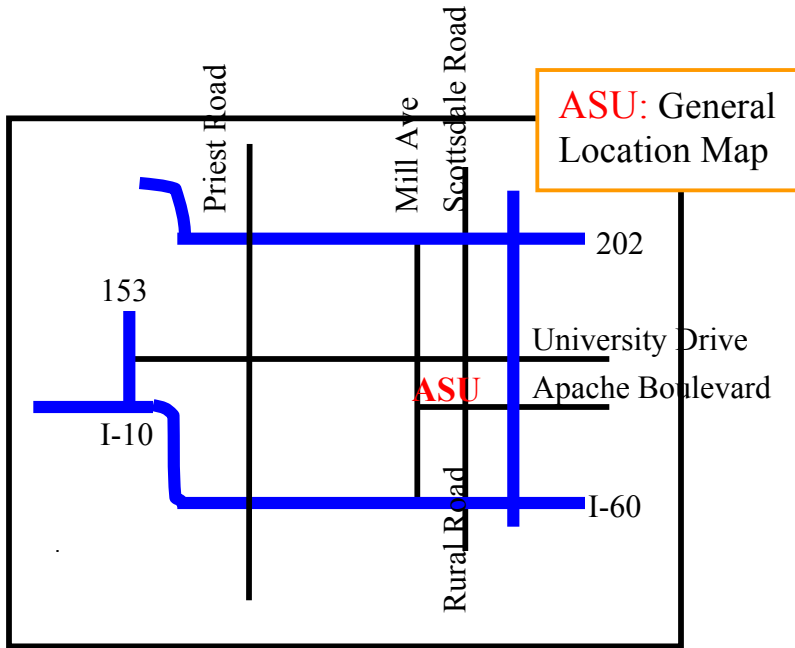 ASU: General
Location Map
Priest Road
Mill Ave
Scottsdale Road
202
153
University Drive
ASU
Apache Boulevard
I-10
I-60
Rural Road